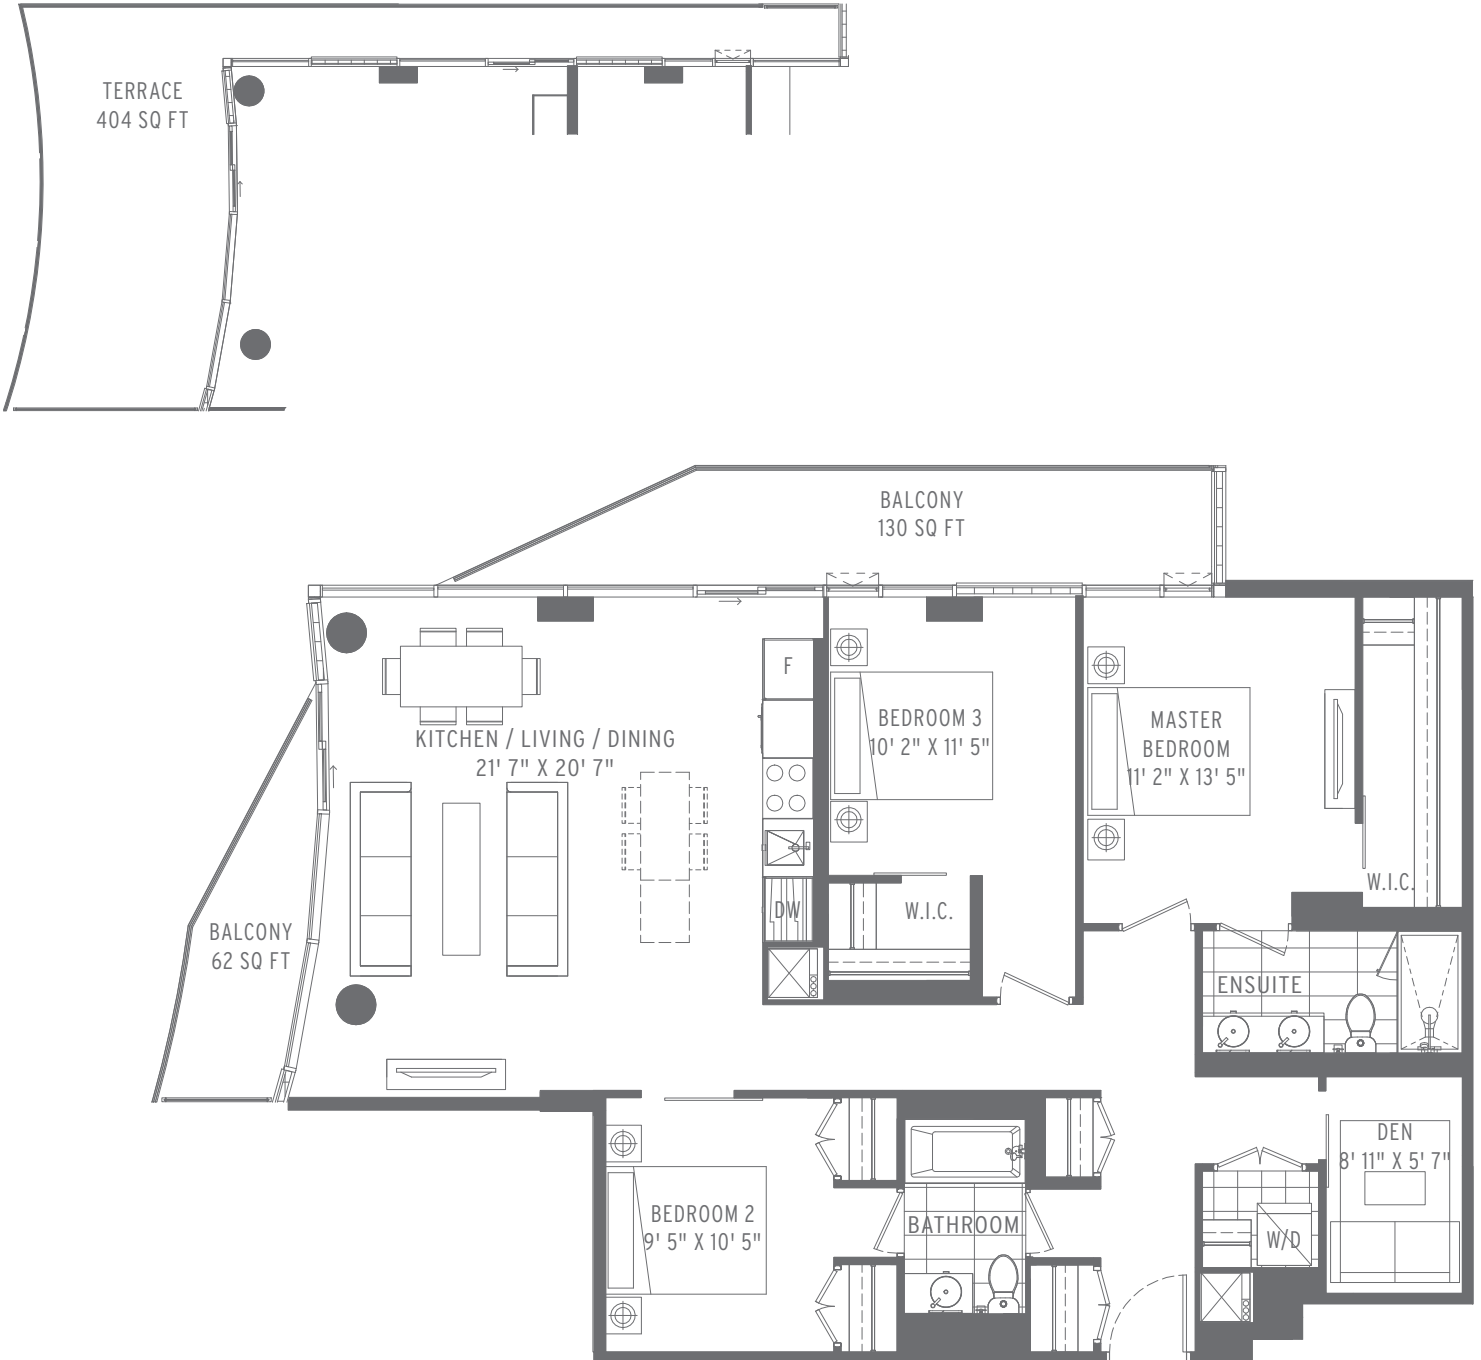 TERRACE
404 SQ FT
BALCONY
130 SQ FT
F
KITCHEN / LIVING / DINING
21' 7" X 20' 7"
BEDROOM 3
10' 2" X 11' 5"
MASTER
BEDROOM
11' 2" X 13' 5"
W.I.C.
DW
W.I.C.
BALCONY
62 SQ FT
ENSUITE
DEN
8' 11" X 5' 7"
BEDROOM 2
9' 5" X 10' 5"
BATHROOM
W/D